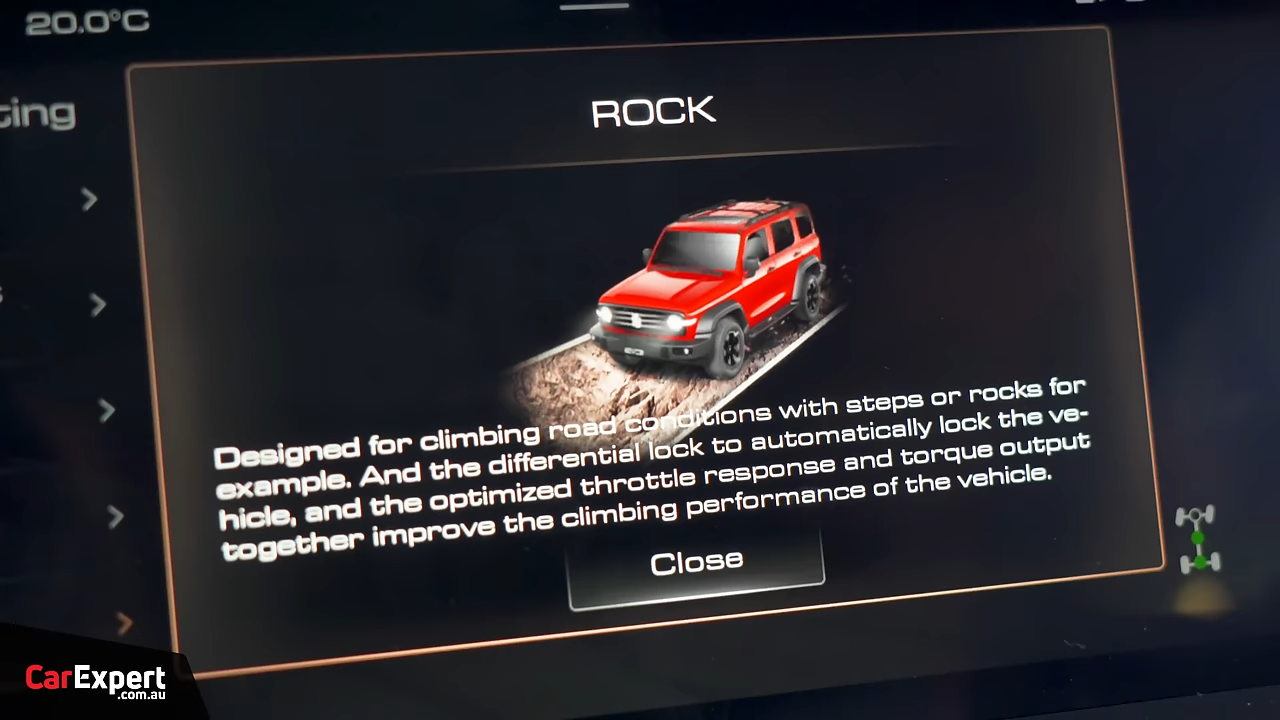 20.0°C
ting
ROCK
Designed for climbing road conditions with steps or rocks for
example. And the differential lock to automatically lock the ve-
hicle, and the optimized throttle response and torque output
together improve the climbing performance of the vehicle.
Close
CarExpert
.com.au